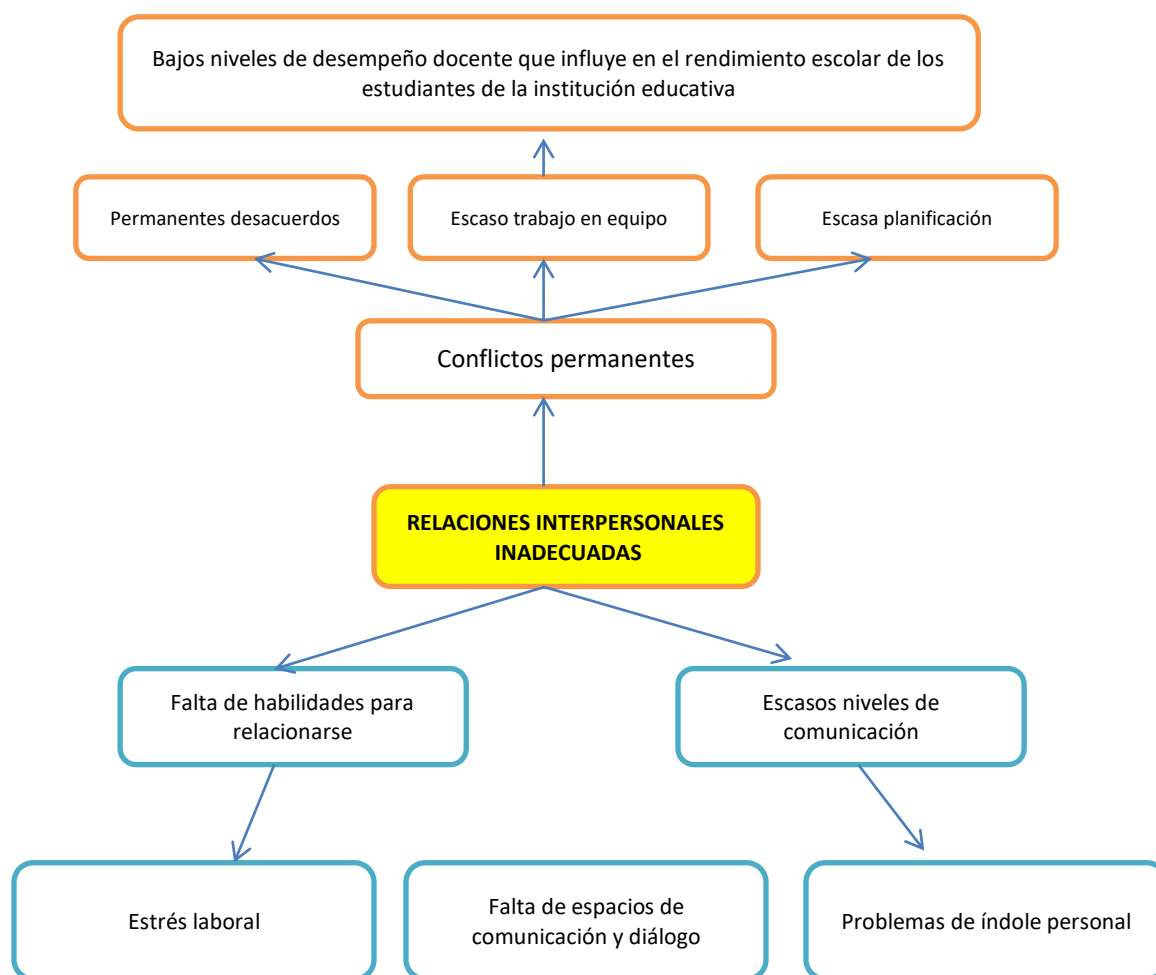 Bajos niveles de desempeño docente que influye en el rendimiento escolar de los
estudiantes de la institución educativa
Permanentes desacuerdos
Escaso trabajo en equipo
Escasa planificación
Conflictos permanentes
RELACIONES INTERPERSONALES
INADECUADAS
Falta de habilidades para
relacionarse
Escasos niveles de
comunicación
Estrés laboral
Falta de espacios de
comunicación y diálogo
Problemas de índole personal